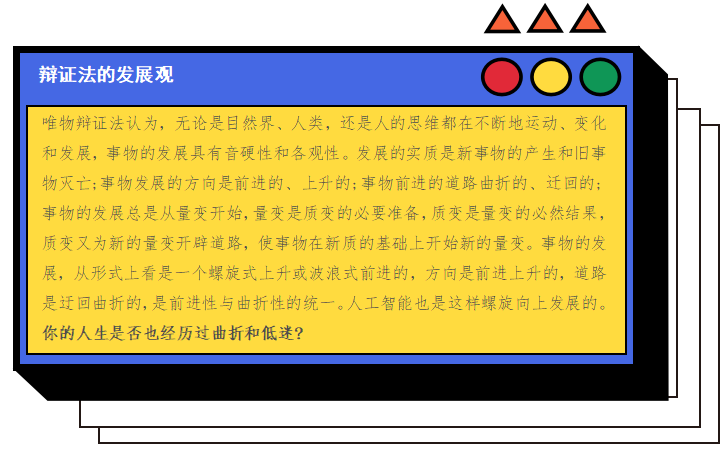 辩证法的发展观
唯物辩证法认为，无论是自然界、人类，还是人的思维都在不断地运动、变化
和发展，事物的发展具有音硬性和各观性。发展的实质是新事物的产生和旧事
物灭亡；事物发展的方向是前进的、上升的；事物前进的道路曲折的、迂回的；
事物的发展总是从量变开始，量变是质变的必要准备，质变是量变的必然结果，
质变又为新的量变开辟道路，使事物在新质的基础上开始新的量变。事物的发
展，从形式上看是一个螺旋式上升或波浪式前进的，方向是前进上升的，道路
是迂回曲折的，是前进性与曲折性的统一。人工智能也是这样螺旋向上发展的。
你的人生是否也经历过曲折和低迷？